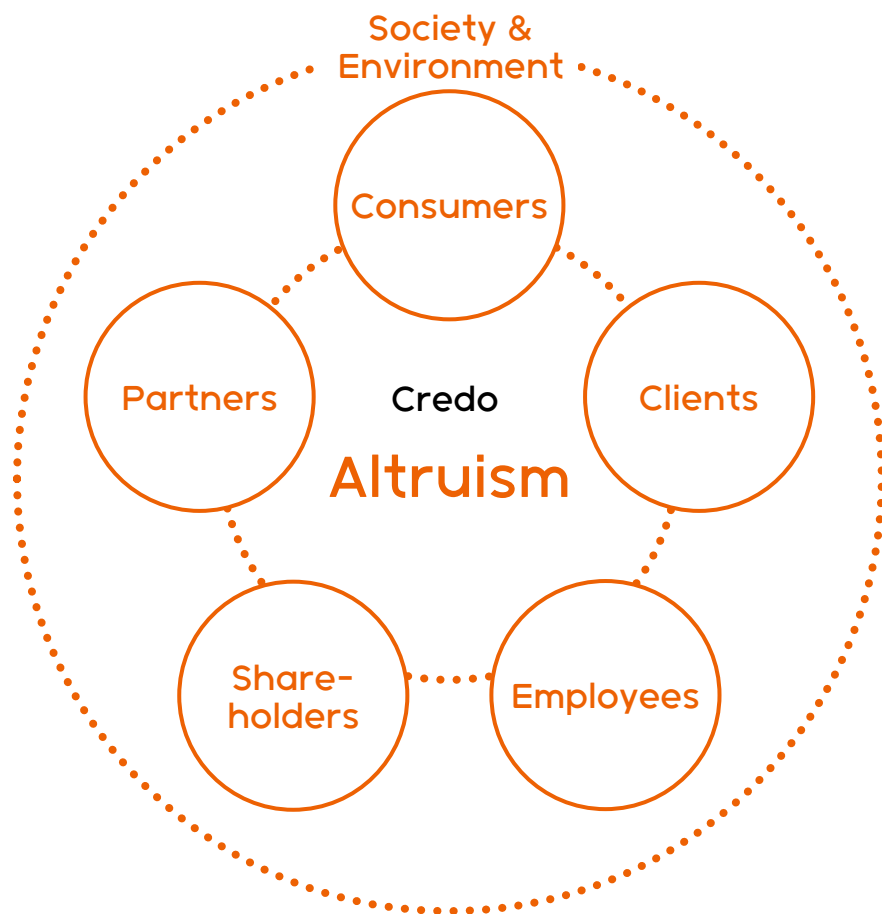 Society &
Environment
Consumers
Partners
Credo
Clients
Altruism
Share-
holders
Employees